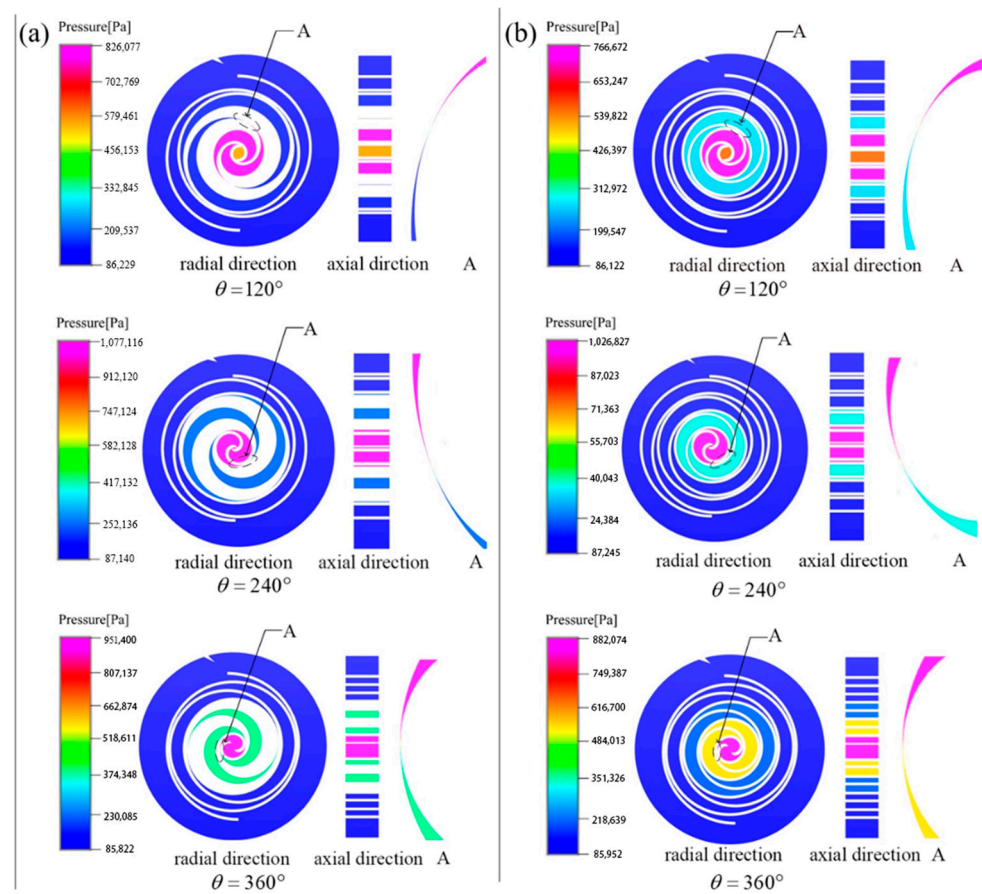 (a)
Pressure[Pa]
826,077
702,769
579,461
456,153
332,845
209,537
86,229
A
radial direction
axial dirction
A
θ =120°
Pressure[Pa]
1,077,116
912,120
747,124
582,128
417,132
252,136
87,140
A
radial direction
axial direction
A
θ = 240°
Pressure[Pa]
951,400
807,137
662,874
518,611
374,348
230,085
85,822
A
radial direction
axial direction
A
θ =360°
(b)
Pressure[Pa]
766,672
653,247
539,822
426,397
312,972
199,547
86,122
A
radial direction
axial dirction
A
θ =120°
Pressure[Pa]
1,026,827
87,023
71,363
55,703
40,043
24,384
87,245
A
radial direction
axial direction
A
θ = 240°
Pressure[Pa]
882,074
749,387
616,700
484,013
351,326
218,639
85,952
A
radial direction
axial direction
A
θ =360°